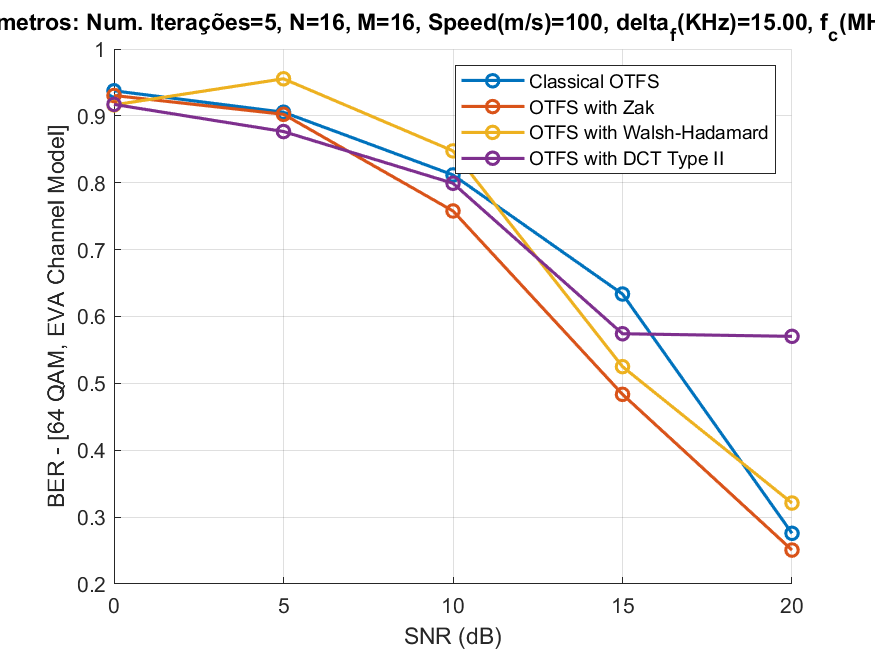 metros: Num. Iterações=5, N=16, M=16, Speed(m/s)=100, delta_f(KHz)=15.00, f_c(MH
1
0.9
0.8
0.7
0.6
0.5
0.4
0.3
0.2
BER - [64 QAM, EVA Channel Model]
Classical OTFS
OTFS with Zak
OTFS with Walsh-Hadamard
OTFS with DCT Type II
0 5 10 15 20
SNR (dB)